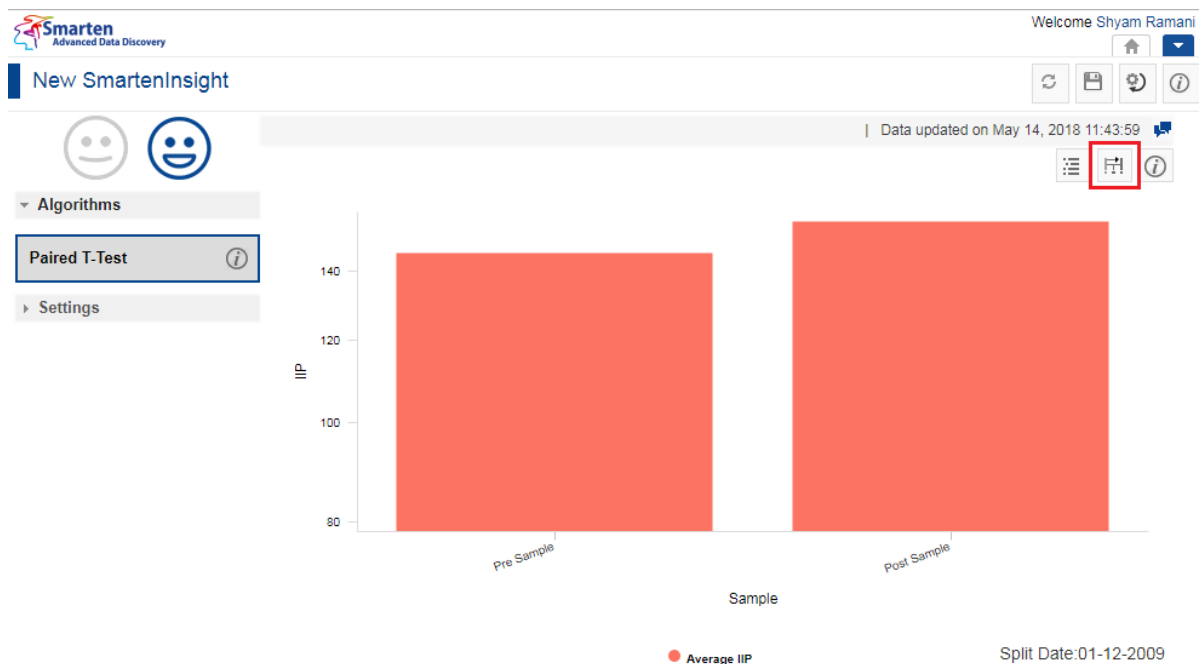 Smarten
Advanced Data Discovery
Welcome Shyam Ramani
New SmartenInsight
| Data updated on May 14, 2018 11:43:59
Algorithms
Paired T-Test
Settings
140
120
100
80
IIP
Pre Sample
Post Sample
Sample
Average IIP
Split Date:01-12-2009